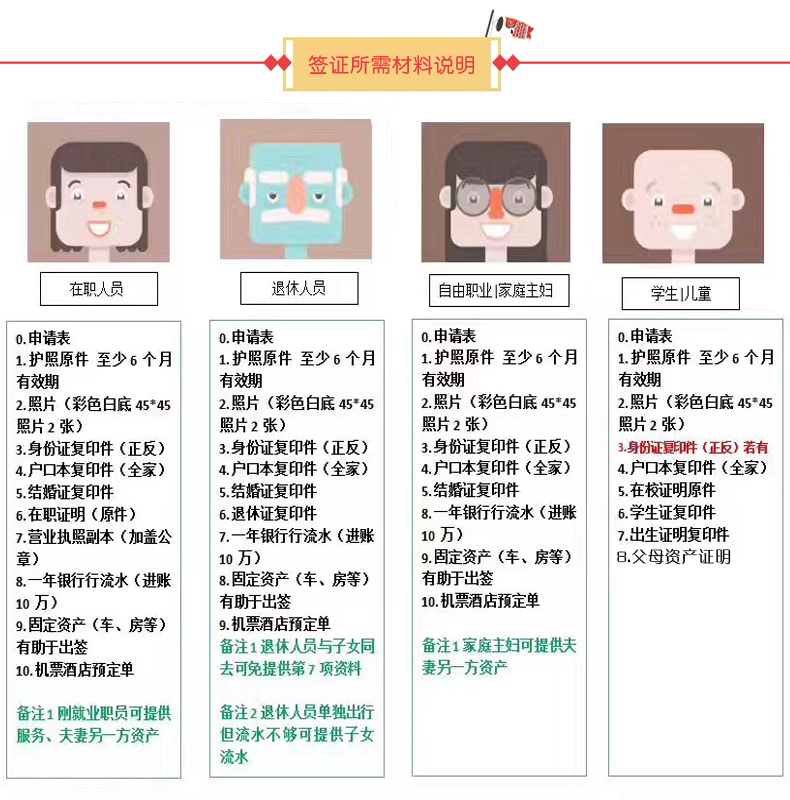 签证所需材料说明
在职人员
0.申请表
1.护照原件 至少6个月
有效期
2.照片（彩色白底 45*45
照片2张）
3.身份证复印件（正反）
4.户口本复印件（全家）
5.结婚证复印件
6.在职证明（原件）
7.营业执照副本（加盖公
章）
8.一年银行行流水（进账
10万）
9.固定资产（车、房等）
有助于出签
10.机票酒店预定单
备注1 刚就业职员可提供
服务、夫妻另一方资产
退休人员
0.申请表
1.护照原件 至少6个月
有效期
2.照片（彩色白底 45*45
照片2张）
3.身份证复印件（正反）
4.户口本复印件（全家）
5.结婚证复印件
6.退休证复印件
7.一年银行行流水（进账
10万）
8.固定资产（车、房等）
有助于出签
9.机票酒店预定单
备注1 退休人员与子女同
去可免提供第7项资料
备注2 退休人员单独出行
但流水不够可提供子女
流水
自由职业|家庭主妇
0.申请表
1.护照原件 至少6个月
有效期
2.照片（彩色白底 45*45
照片2张）
3.身份证复印件（正反）
4.户口本复印件（全家）
5.结婚证复印件
8.一年银行行流水（进账
10万）
9.固定资产（车、房等）
有助于出签
10.机票酒店预定单
备注1 家庭主妇可提供夫
妻另一方资产
学生|儿童
0.申请表
1.护照原件 至少6个月
有效期
2.照片（彩色白底 45*45
照片2张）
3.身份证复印件（正反）若有
4.户口本复印件（全家）
5.在校证明原件
6.学生证复印件
7.出生证明复印件
8.父母资产证明